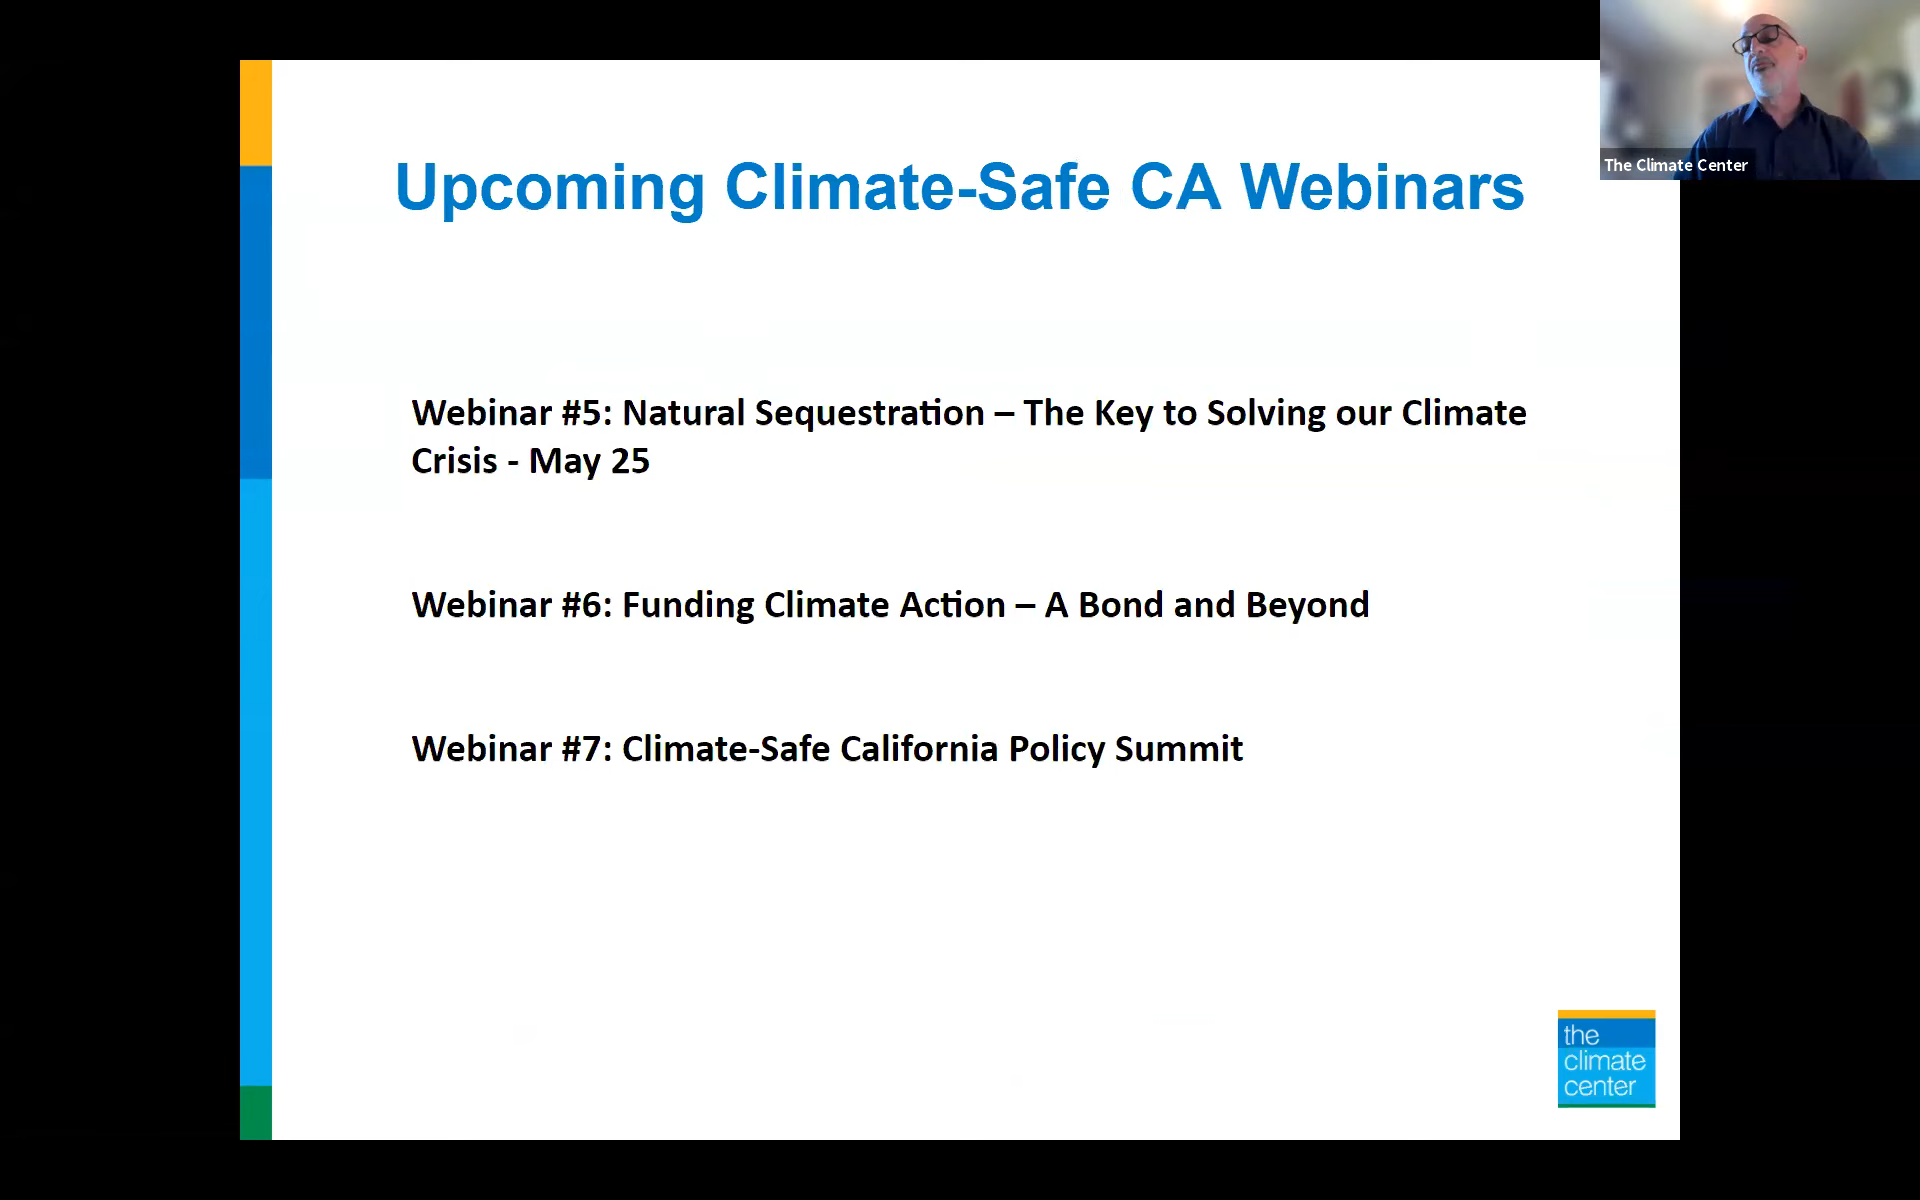 Upcoming Climate-Safe CA Webinars
The Climate Center
Webinar #5: Natural Sequestration – The Key to Solving our Climate
Crisis - May 25
Webinar #6: Funding Climate Action – A Bond and Beyond
Webinar #7: Climate-Safe California Policy Summit
the
climate
center